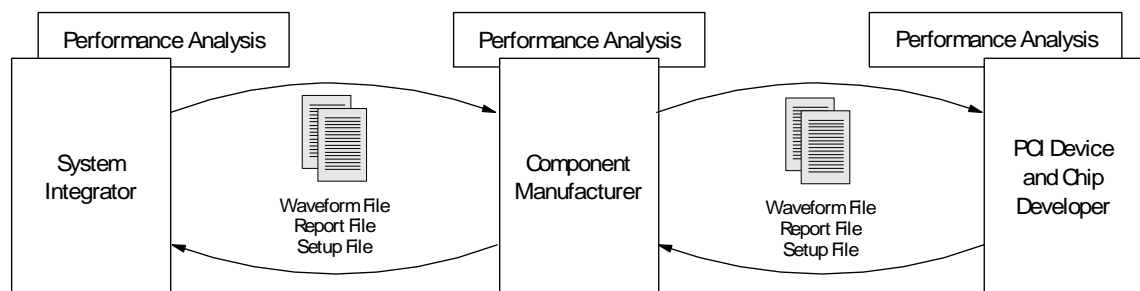 Performance Analysis
Performance Analysis
Performance Analysis
System
Integrator
Waveform File
Report File
Setup File
Component
Manufacturer
Waveform File
Report File
Setup File
PCI Device
and Chip
Developer